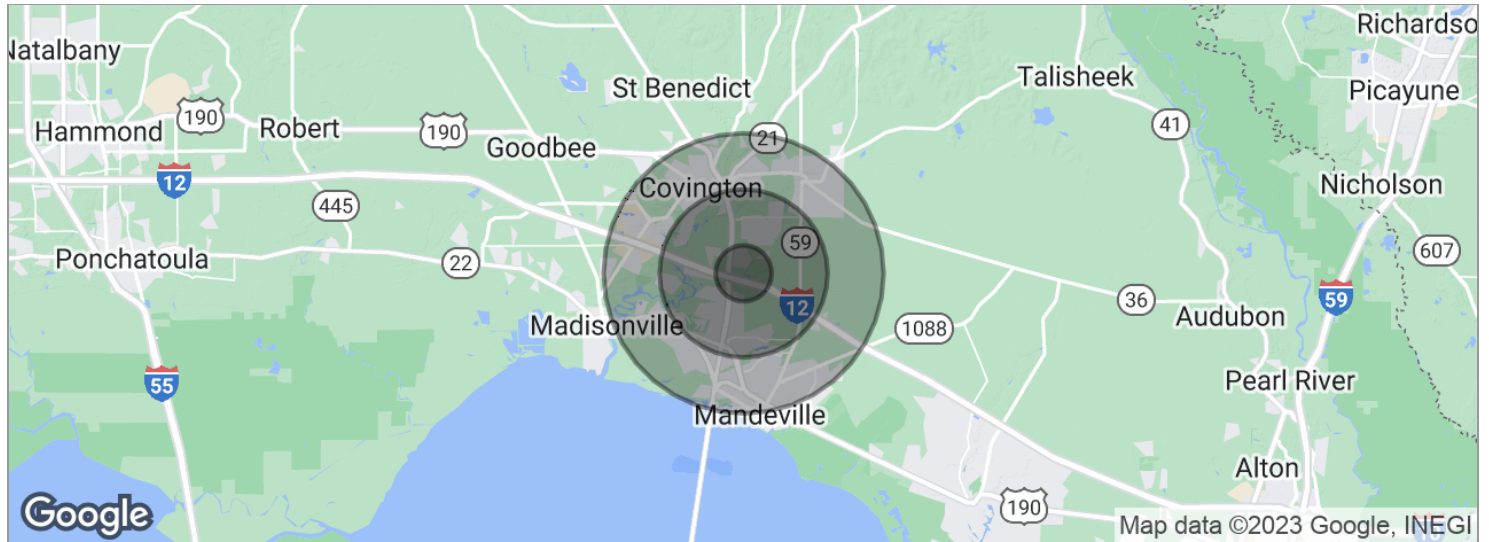 Richardso
Natalbany
Talisheek
St Benedict
Picayune
190
Hammond
Robert
190
41
21
Goodbee
12
Covington
Nicholson
445
59
607
Ponchatoula
22
36
59
12
Audubon
Madisonville
1088
55
Pearl River
Mandeville
Alton
190
Google
Map data ©2023 Google, INEGI